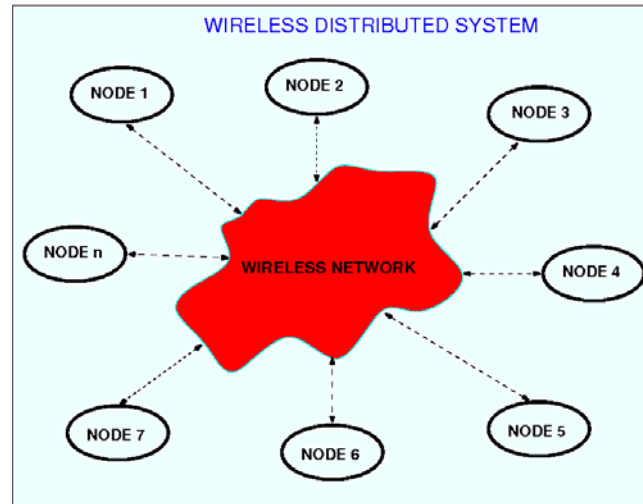 WIRELESS DISTRIBUTED SYSTEM
NODE 1
NODE 2
NODE 3
NODE n
WIRELESS NETWORK
NODE 4
NODE 7
NODE 6
NODE 5